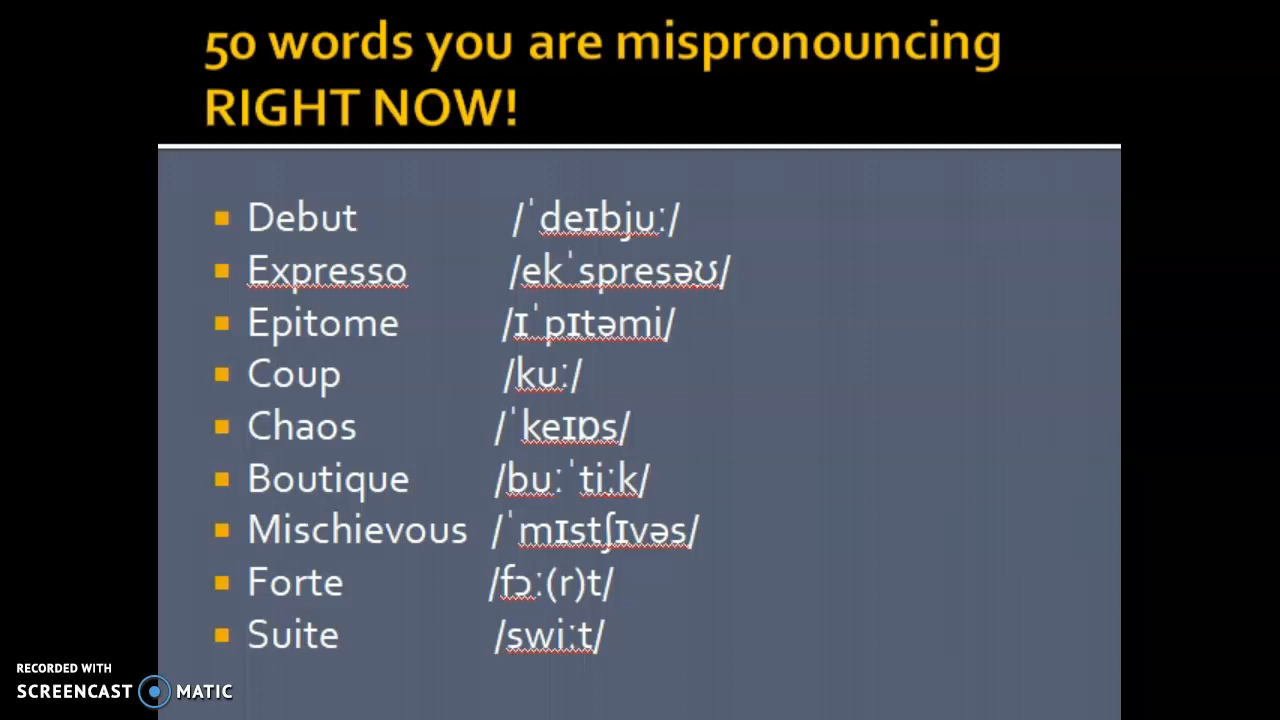 50 words you are mispronouncing
RIGHT NOW!
Debut /ˈdeɪbjuː/
Expresso /ekˈspresəʊ/
Epitome /ɪˈpɪtəmi/
Coup /kuː/
Chaos /ˈkeɪɒs/
Boutique /buːˈtiːk/
Mischievous /ˈmɪstʃɪvəs/
Forte /fɔː(r)t/
Suite /swiːt/
RECORDED WITH
SCREENCAST MATIC